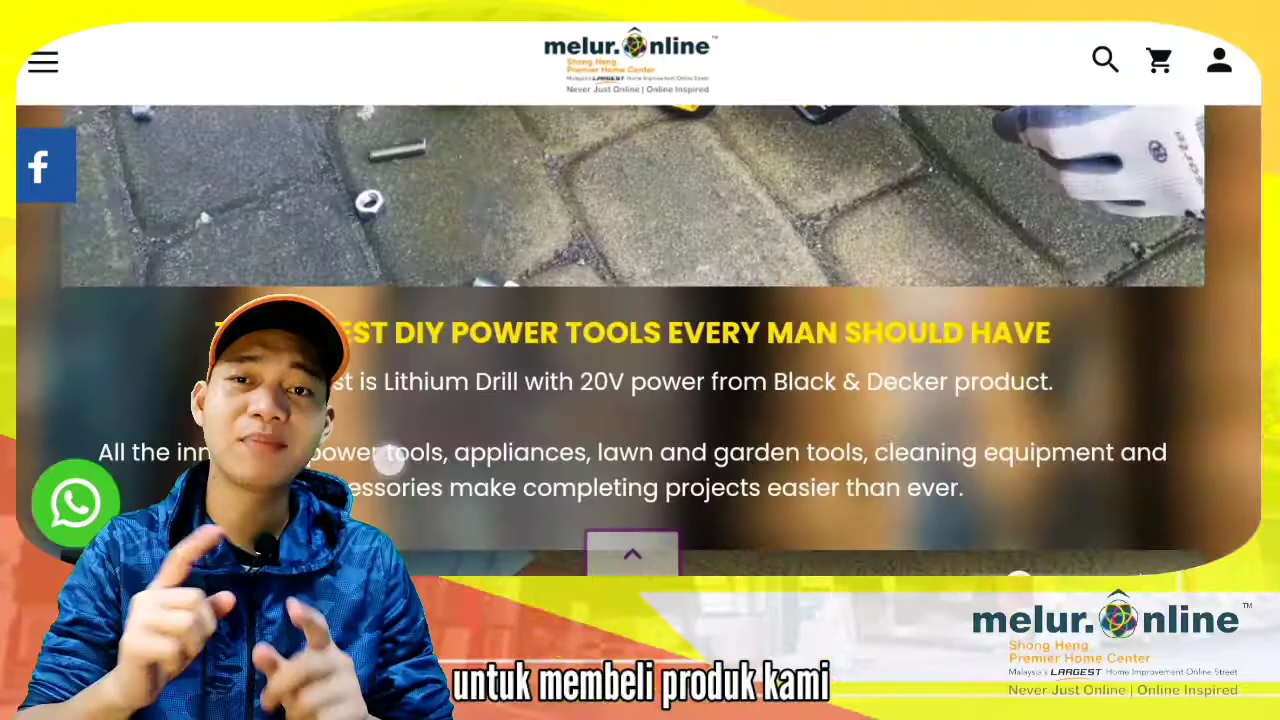 melur.Online™
Shong Heng
Premier Home Center
Malaysia's LARGEST Home Improvement Online Street
Never Just Online | Online Inspired
f
EST DIY POWER TOOLS EVERY MAN SHOULD HAVE
st is Lithium Drill with 20V power from Black & Decker product.
All the inn power tools, appliances, lawn and garden tools, cleaning equipment and
essories make completing projects easier than ever.
melur.Online™
Shong Heng
Premier Home Center
Malaysia's LARGEST Home Improvement Online Street
Never Just Online | Online Inspired
untuk membeli produk kami